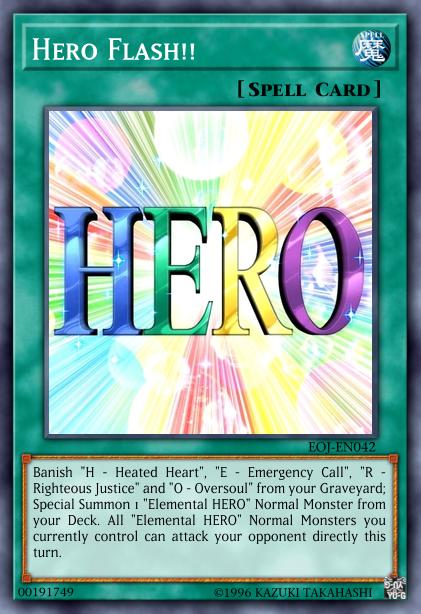 Hero Flash!!
SPELL
魔
[ Spell Card ]
HERO
EOJ-EN042
Banish "H - Heated Heart", "E - Emergency Call", "R -
Righteous Justice" and "O - Oversoul" from your Graveyard;
Special Summon 1 "Elemental HERO" Normal Monster from
your Deck. All "Elemental HERO" Normal Monsters you
currently control can attack your opponent directly this
turn.
00191749
©1996 KAZUKI TAKAHASHI